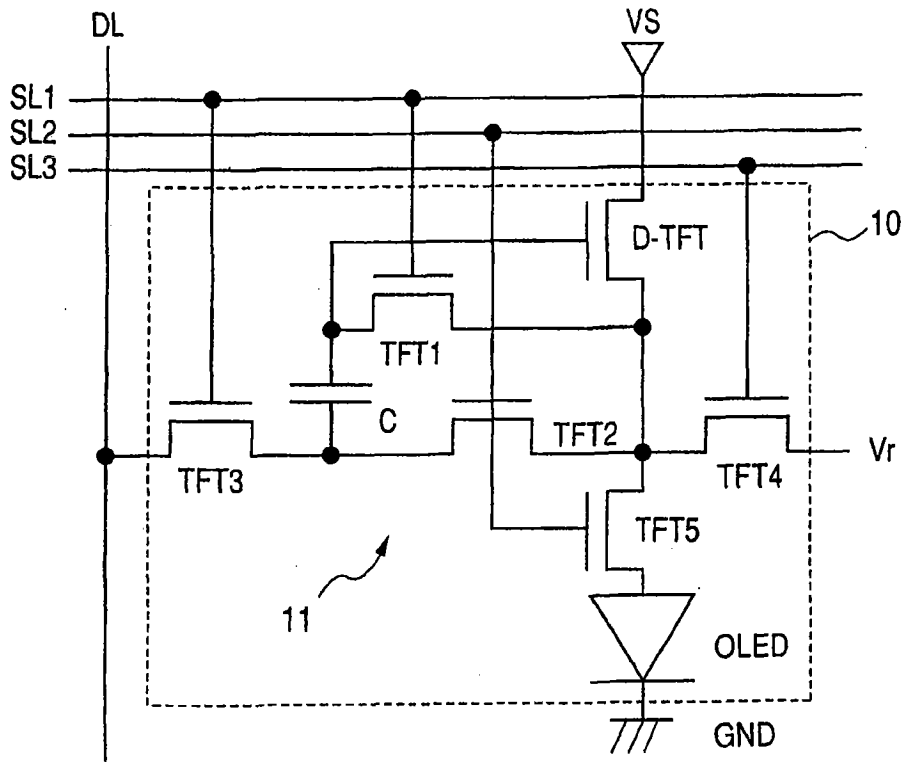 DL
VS
SL1
SL2
SL3
D-TFT
10
TFT1
C
TFT2
TFT3
TFT4
Vr
TFT5
11
OLED
GND